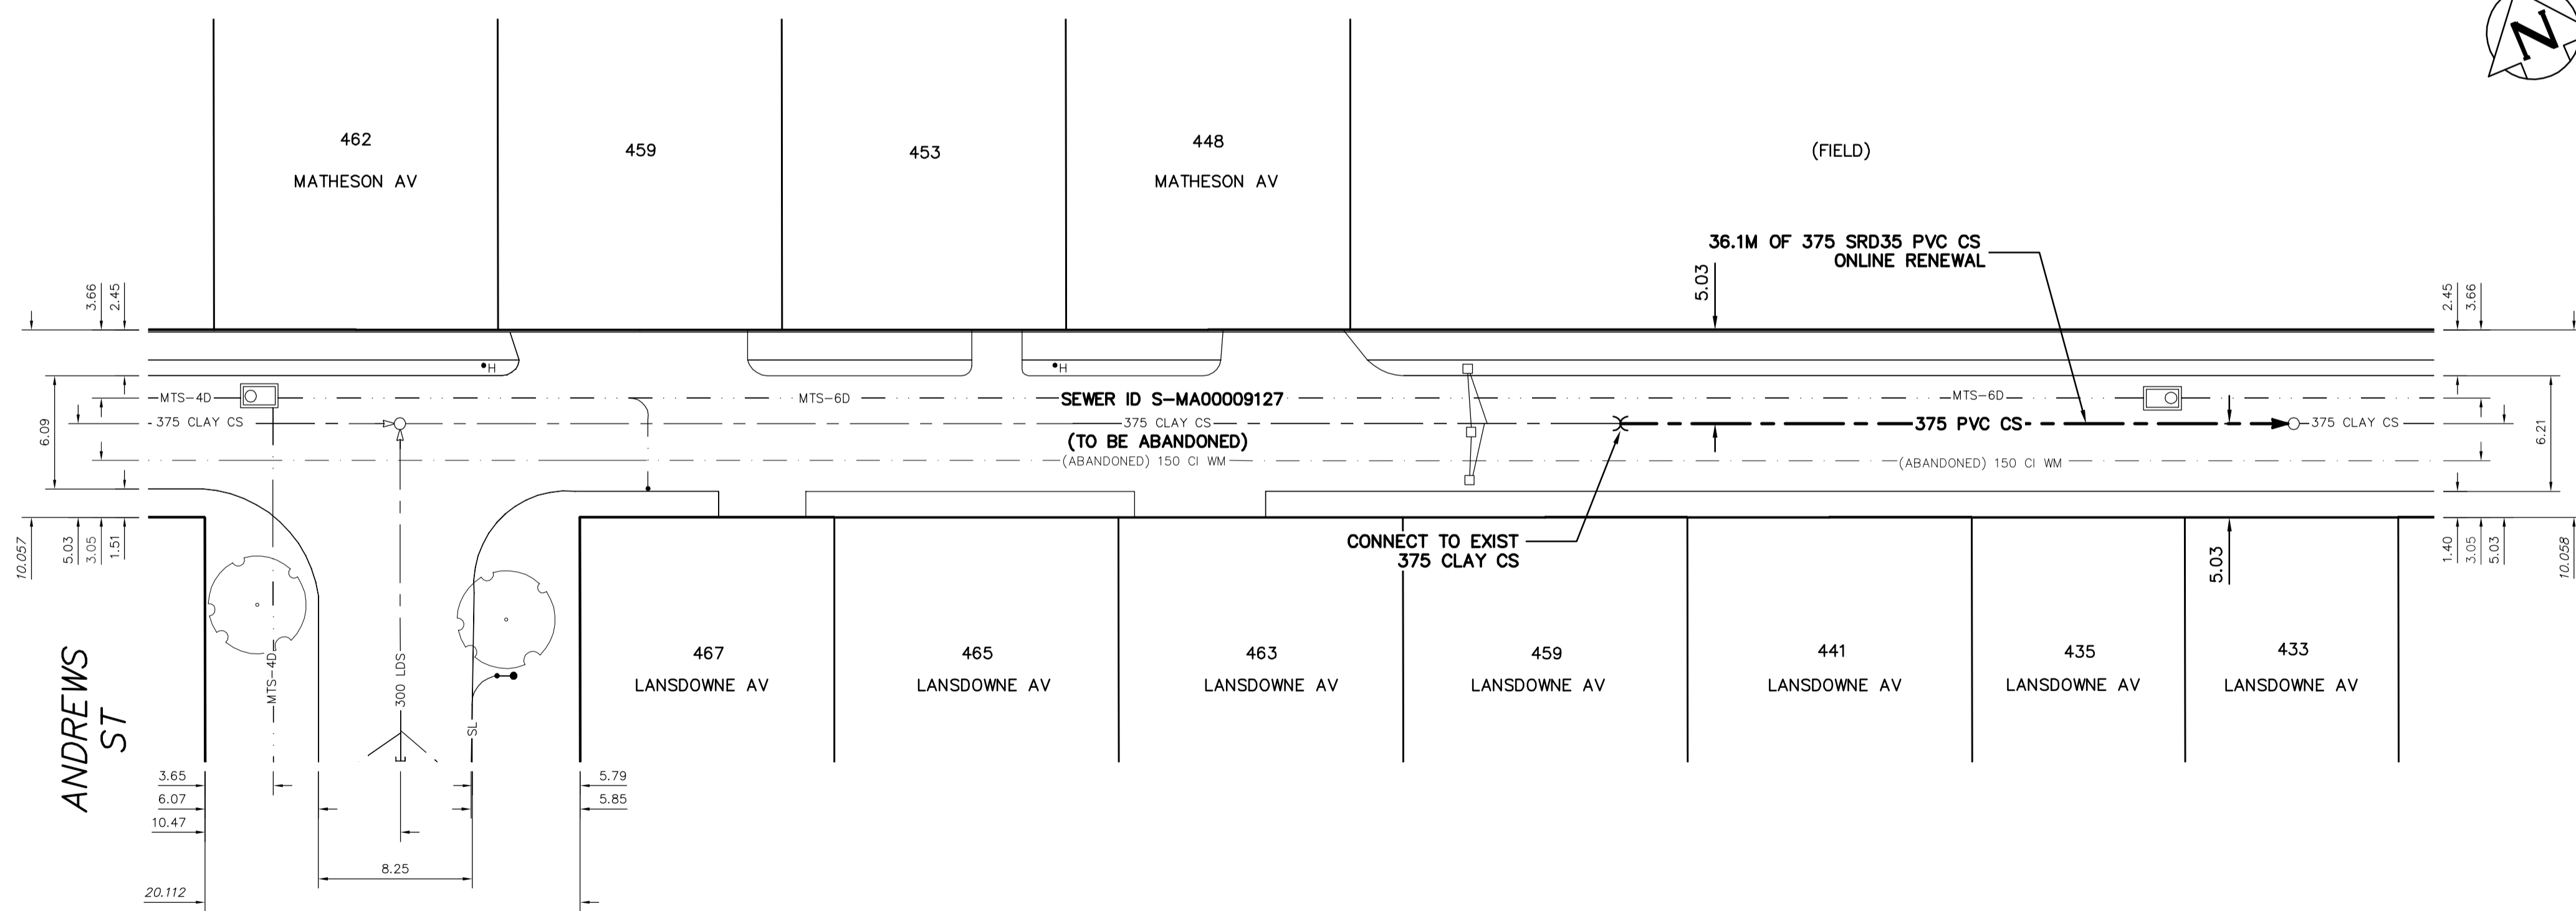 N
462
MATHESON AV
459
453
448
MATHESON AV
(FIELD)
36.1M OF 375 SRD35 PVC CS
ONLINE RENEWAL
5.03
3.66
2.45
2.45
3.66
H
H
MTS-4D
MTS-6D
SEWER ID S-MA00009127
MTS-6D
375 CLAY CS
375 CLAY CS
375 PVC CS
375 CLAY CS
(TO BE ABANDONED)
(ABANDONED) 150 CI WM
(ABANDONED) 150 CI WM
6.09
6.21
10.057
5.03
3.05
1.51
CONNECT TO EXIST
375 CLAY CS
5.03
1.40
3.05
5.03
10.058
ANDREWS
ST
MTS-4D
300 LDS
SL
467
LANSDOWNE AV
465
LANSDOWNE AV
463
LANSDOWNE AV
459
LANSDOWNE AV
441
LANSDOWNE AV
435
LANSDOWNE AV
433
LANSDOWNE AV
3.65
5.79
6.07
5.85
10.47
8.25
20.112